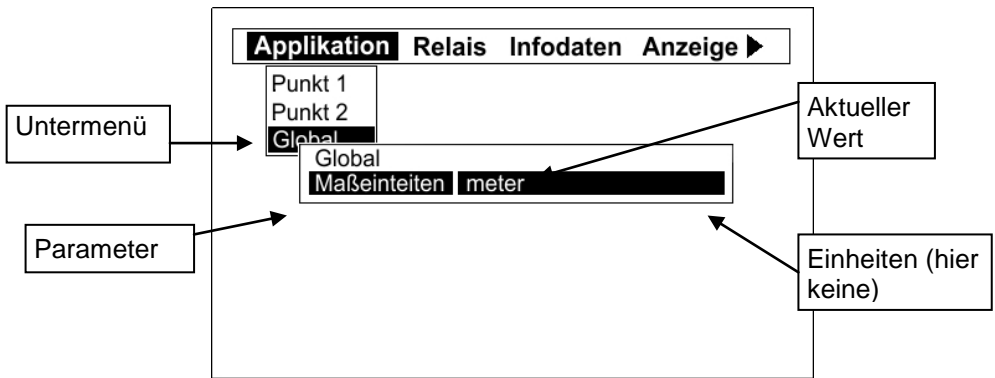 Applikation Relais Infodaten Anzeige
Punkt 1
Punkt 2
Global
Global
Maßeinteiten meter
Untermenü
Parameter
Aktueller
Wert
Einheiten (hier
keine)